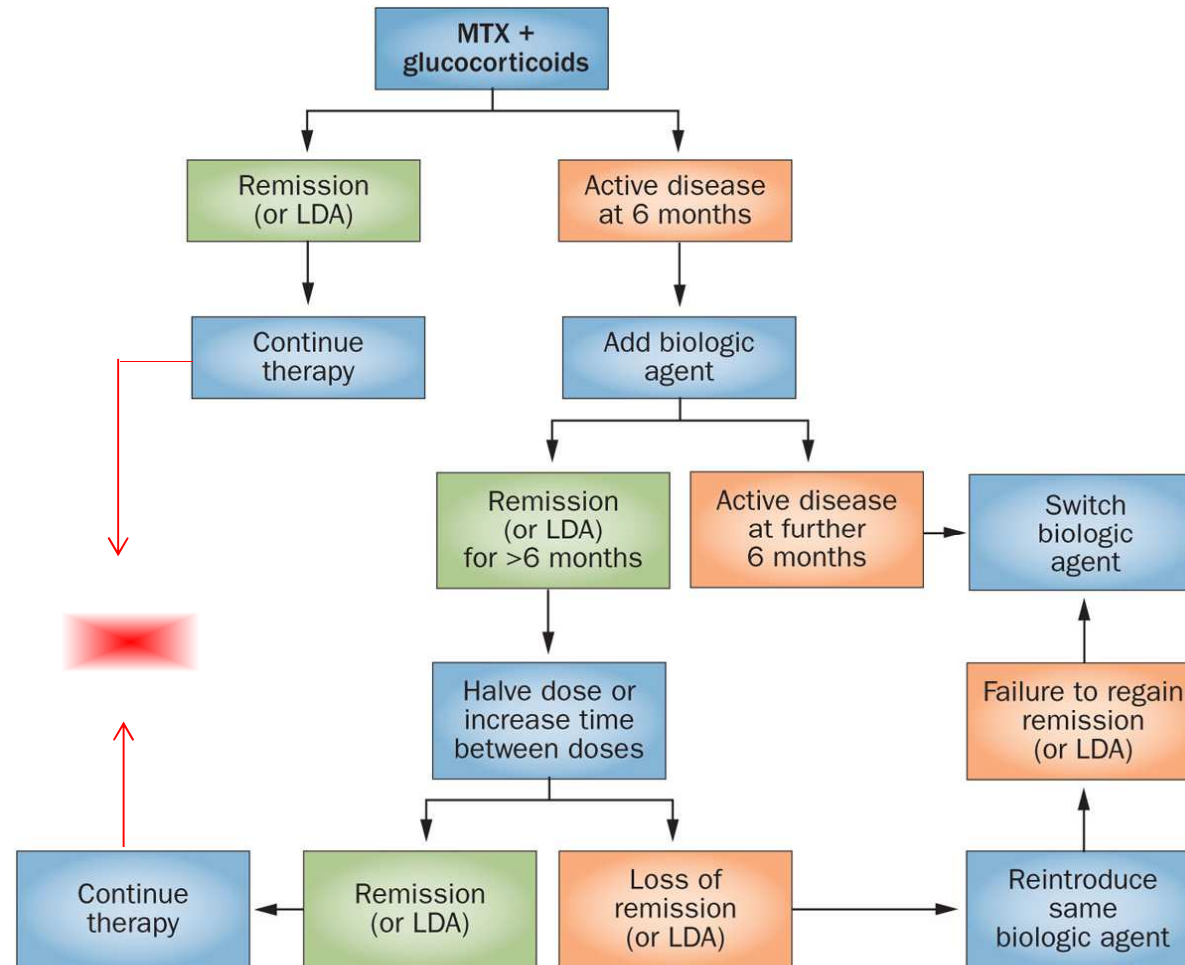 MTX +
glucocorticoids
Remission
(or LDA)
Active disease
at 6 months
Continue
therapy
Add biologic
agent
Remission
(or LDA)
for >6 months
Active disease
at further
6 months
Switch
biologic
agent
Halve dose or
increase time
between doses
Failure to regain
remission
(or LDA)
Continue
therapy
Remission
(or LDA)
Loss of
remission
(or LDA)
Reintroduce
same
biologic agent